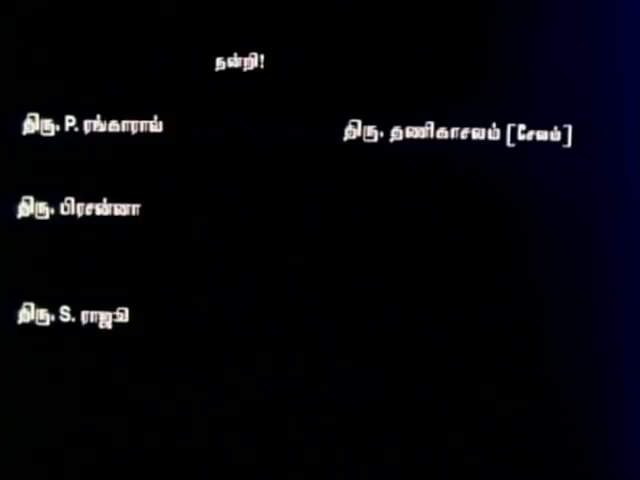 நன்றி!
திரு. P. ரங்காராவ்
திரு. தணிகாசலம் [சேலம்]
திரு. பிரசன்னா
திரு. S.